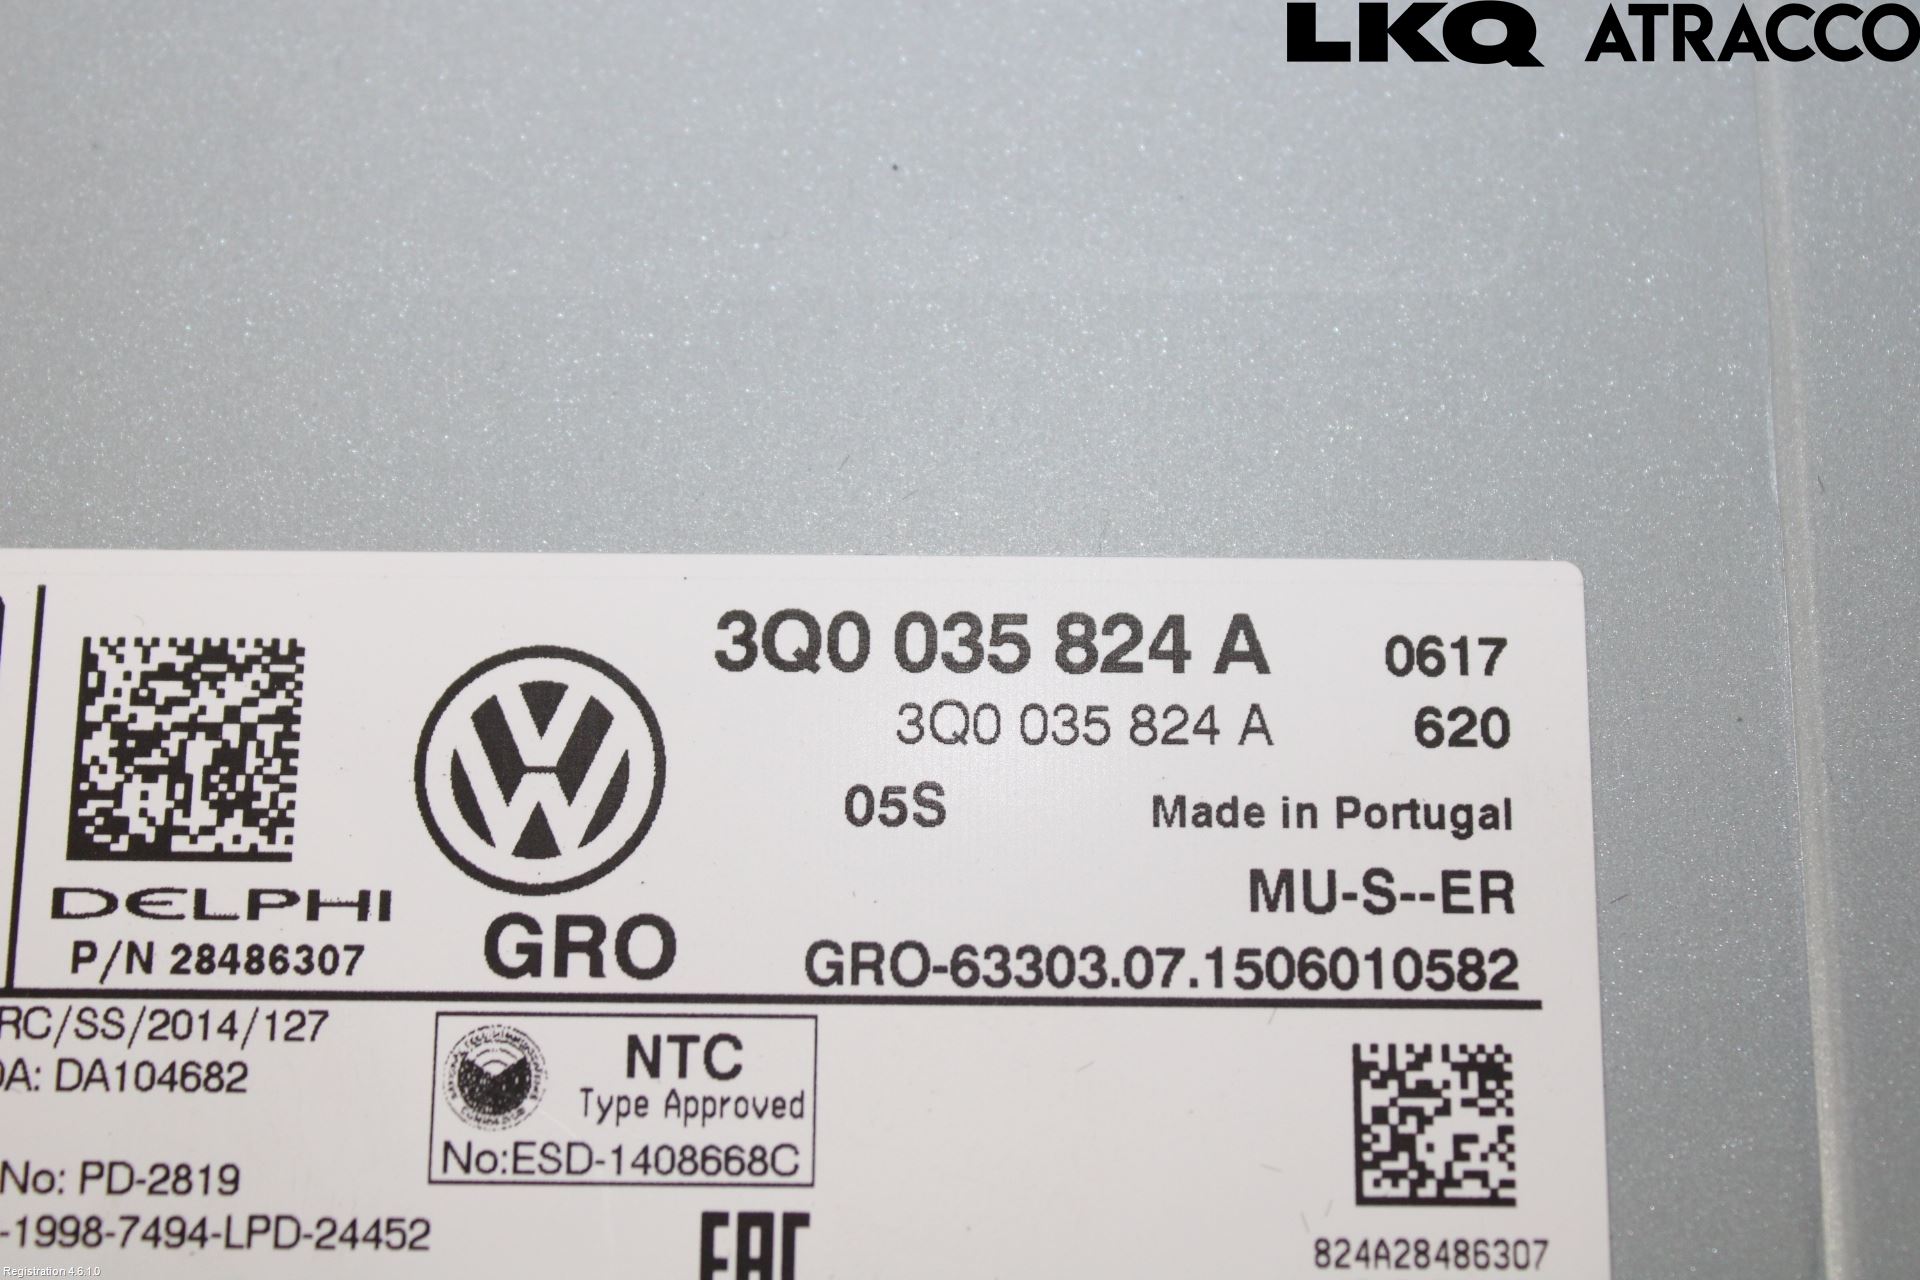 LKQ ATRACCO
3Q0 035 824 A 0617
3Q0 035 824 A 620
05S Made in Portugal
DELPHI
MU-S--ER
P/N 28486307
GRO
GRO-63303.07.1506010582
RC/SS/2014/127
DA: DA104682
NTC
Type Approved
No:ESD-1408668C
No: PD-2819
-1998-7494-LPD-24452
EAC
824A28486307
Registration 4.6.1.0